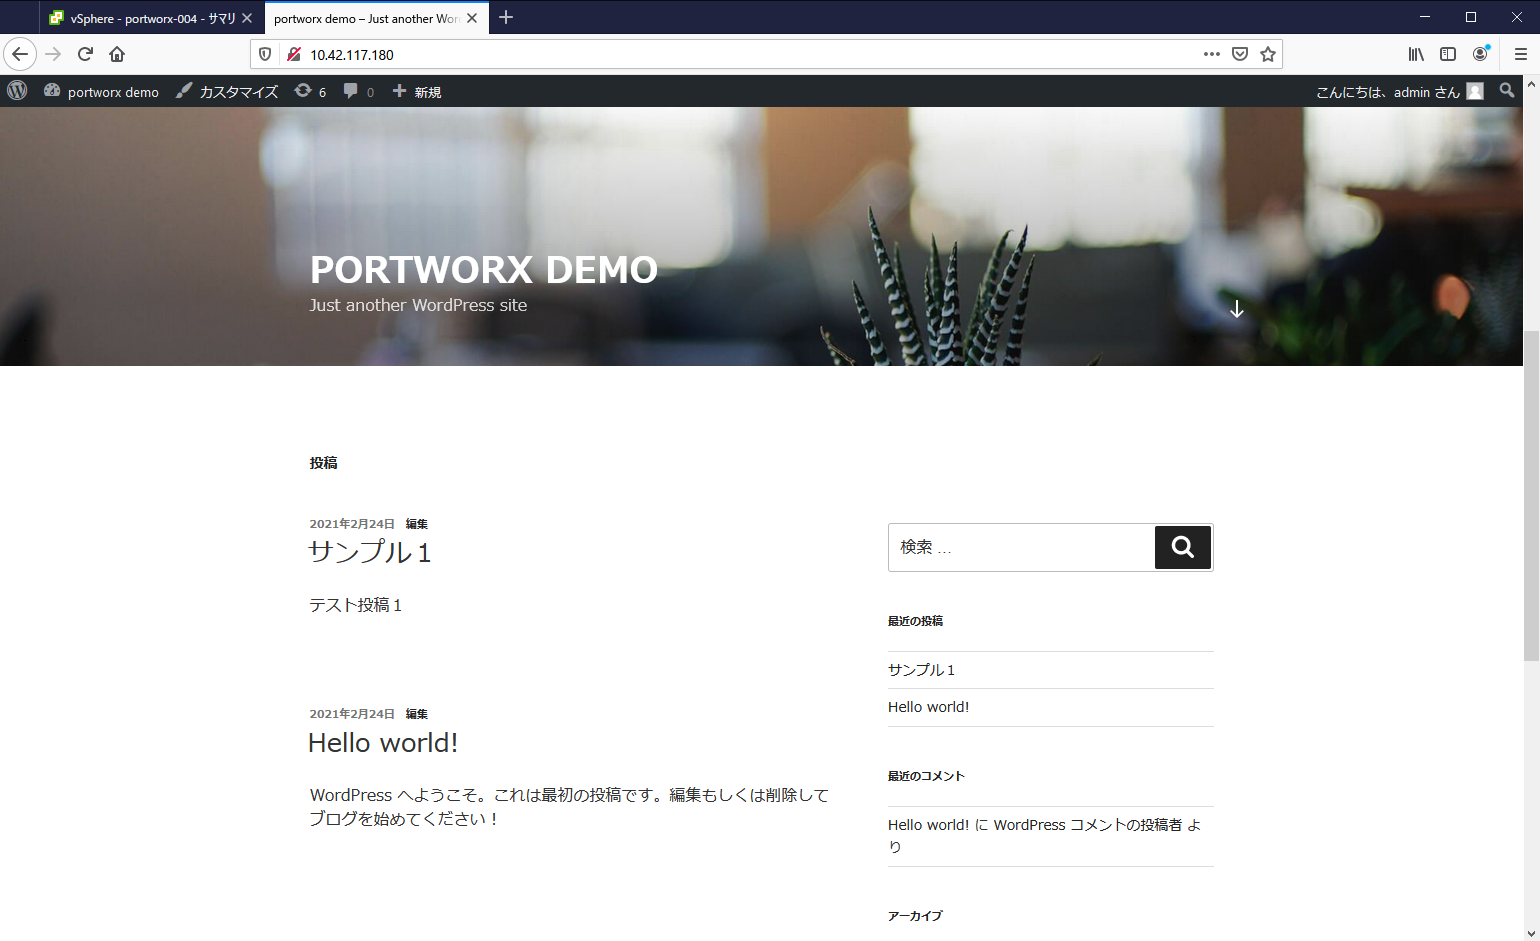 vSphere - portworx-004 - サマリ
portworx demo – Just another Wor
10.42.117.180
portworx demo
カスタマイズ
6
0
新規
こんにちは、admin さん
PORTWORX DEMO
Just another WordPress site
投稿
2021年2月24日 編集
サンプル１
テスト投稿１
2021年2月24日 編集
Hello world!
WordPress へようこそ。これは最初の投稿です。編集もしくは削除して
ブログを始めてください！
検索 …
最近の投稿
サンプル１
Hello world!
最近のコメント
Hello world! に WordPress コメントの投稿者 よ
り
アーカイブ